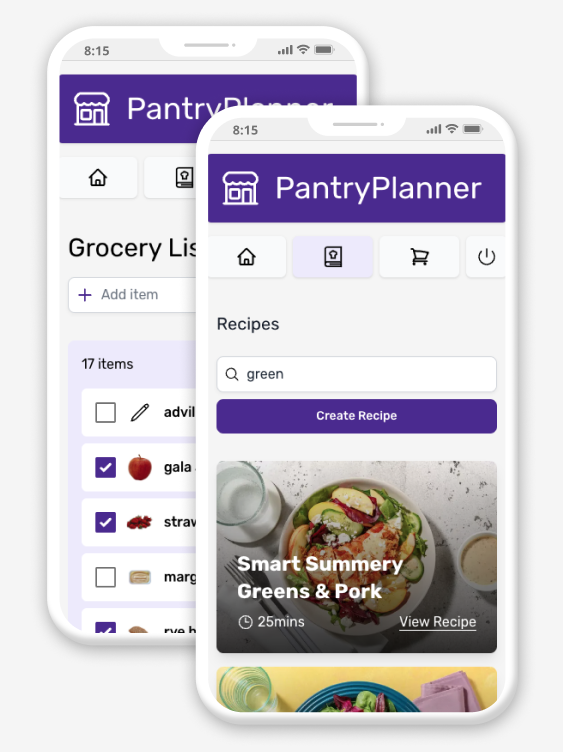 8:15
PantryPlanner
Grocery Lis
Add item
17 items
advil
gala
straw
marg
rye b
8:15
PantryPlanner
Recipes
green
Create Recipe
Smart Summery
Greens & Pork
25mins
View Recipe